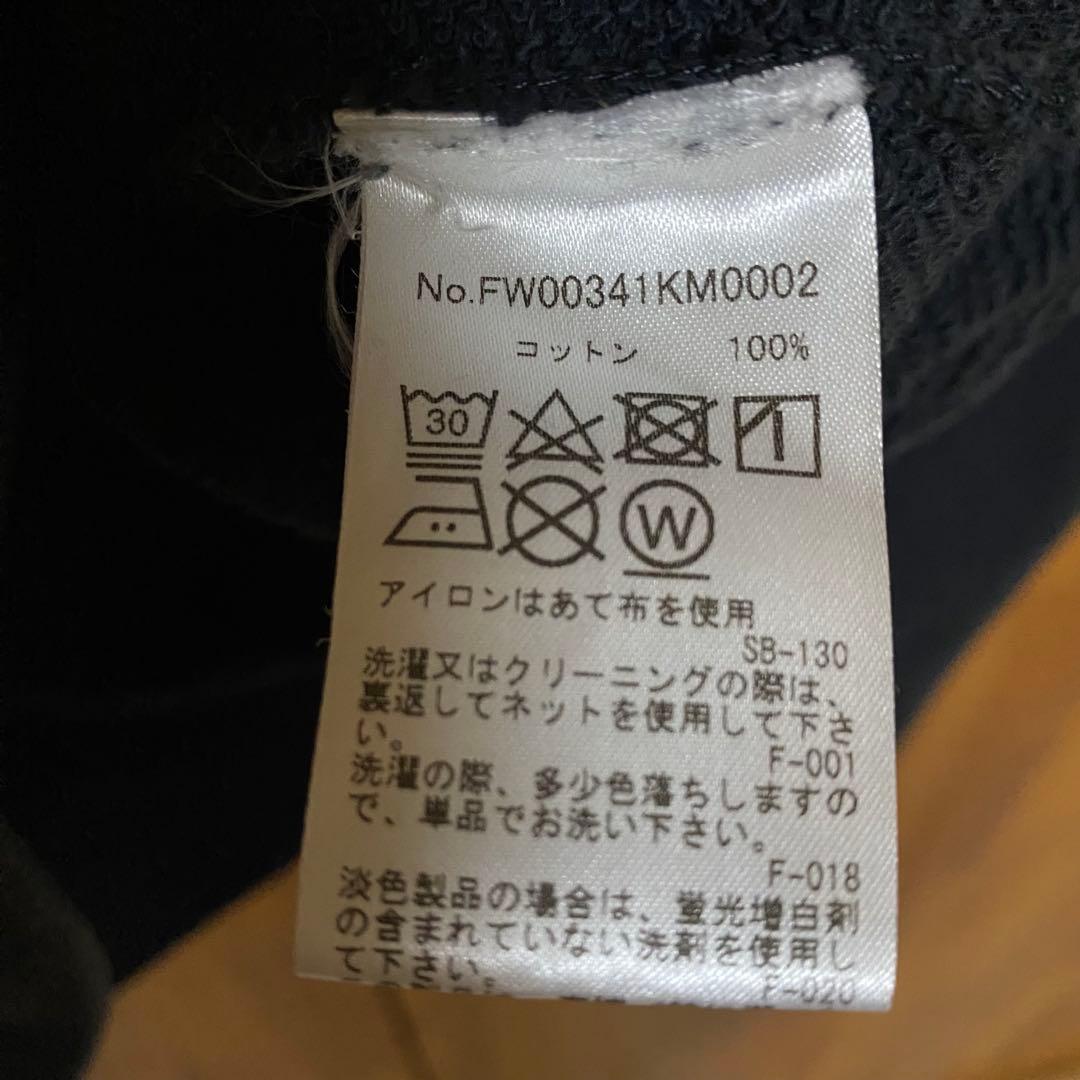 No.FW00341KM0002
コットン 100%
30
W
アイロンはあて布を使用
SB-130
洗濯又はクリーニングの際は、
裏返してネットを使用して下さ
い。
F-001
洗濯の際、多少色落ちしますの
で、単品でお洗い下さい。
F-018
淡色製品の場合は、蛍光増白剤
の含まれていない洗剤を使用し
て下さい。
F-020